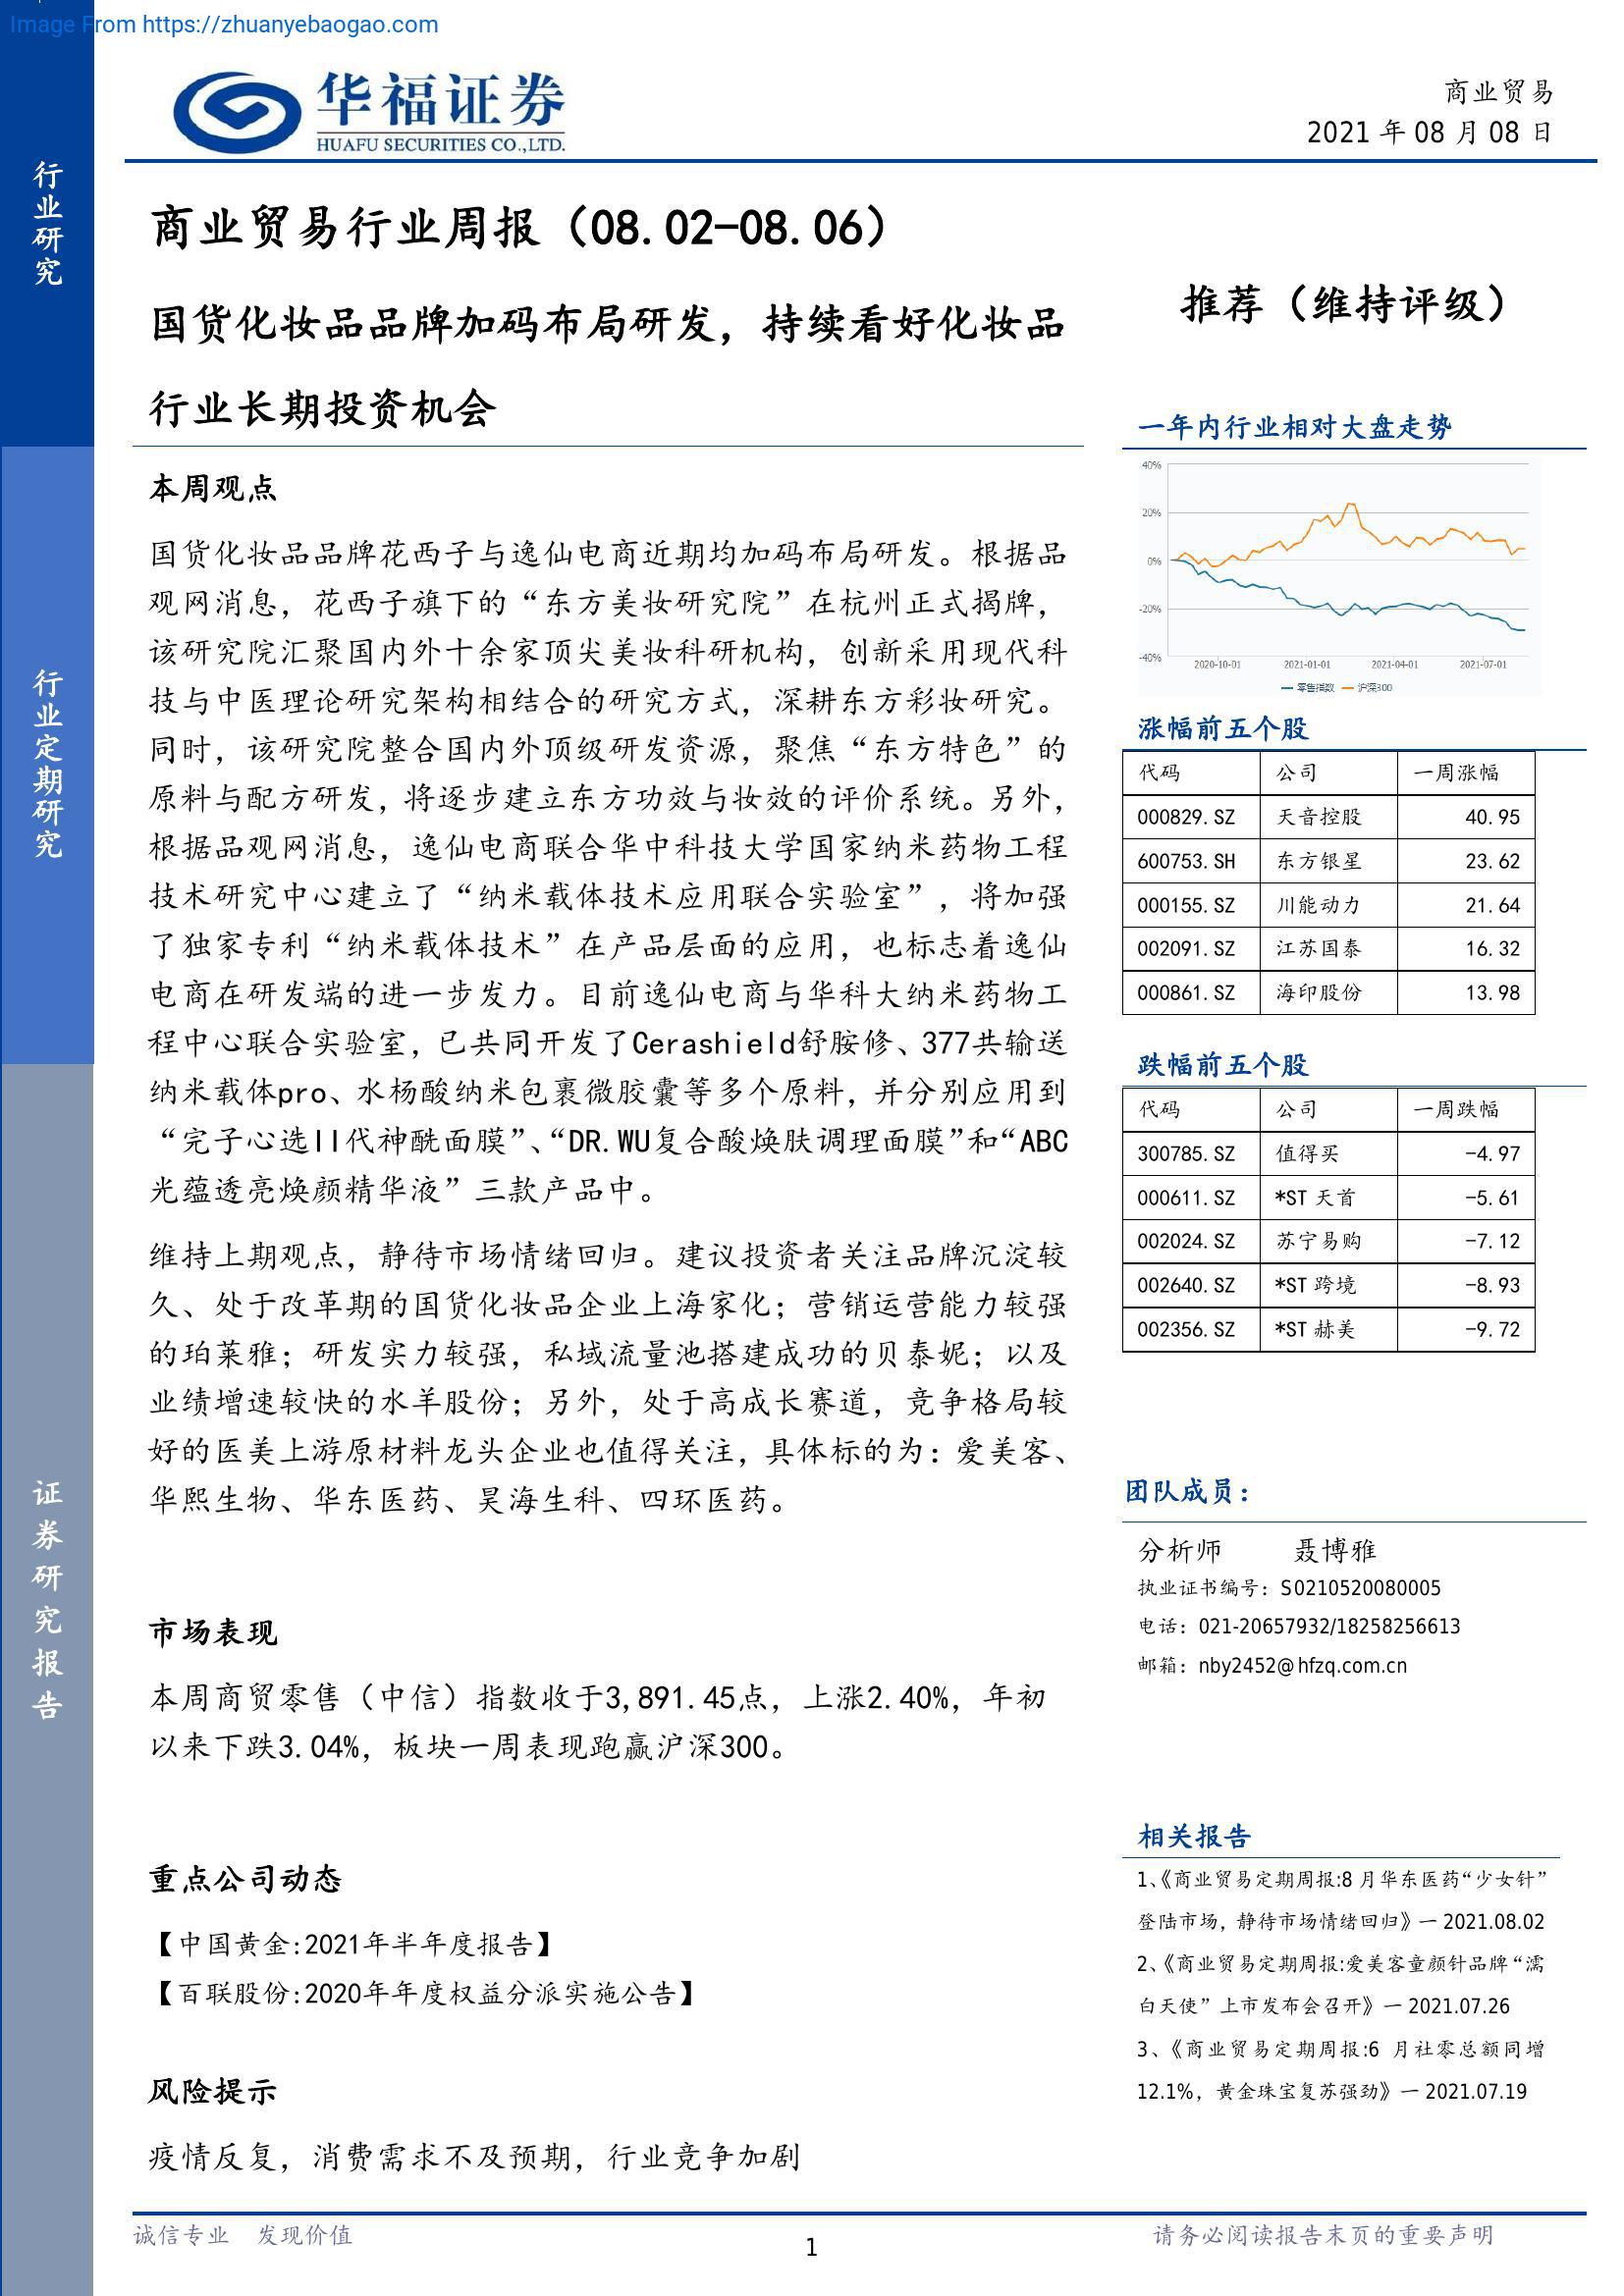 Image From https://zhuanyebaogao.com
华福证券
HUAFU SECURITIES CO.,LTD.
商业贸易
2021 年 08 月 08 日
行业研究
行业定期研究
证券研究报告
商业贸易行业周报（08.02-08.06）
国货化妆品品牌加码布局研发，持续看好化妆品
行业长期投资机会
推荐（维持评级）
本周观点
国货化妆品品牌花西子与逸仙电商近期均加码布局研发。根据品
观网消息，花西子旗下的“东方美妆研究院”在杭州正式揭牌，
该研究院汇聚国内外十余家顶尖美妆科研机构，创新采用现代科
技与中医理论研究架构相结合的研究方式，深耕东方彩妆研究。
同时，该研究院整合国内外顶级研发资源，聚焦“东方特色”的
原料与配方研发，将逐步建立东方功效与妆效的评价系统。另外，
根据品观网消息，逸仙电商联合华中科技大学国家纳米药物工程
技术研究中心建立了“纳米载体技术应用联合实验室”，将加强
了独家专利“纳米载体技术”在产品层面的应用，也标志着逸仙
电商在研发端的进一步发力。目前逸仙电商与华科大纳米药物工
程中心联合实验室，已共同开发了Cerashield舒胺修、377共输送
纳米载体pro、水杨酸纳米包裹微胶囊等多个原料，并分别应用到
“完子心选II代神酰面膜”、“DR.WU复合酸焕肤调理面膜”和“ABC
光蕴透亮焕颜精华液”三款产品中。
维持上期观点，静待市场情绪回归。建议投资者关注品牌沉淀较
久、处于改革期的国货化妆品企业上海家化；营销运营能力较强
的珀莱雅；研发实力较强，私域流量池搭建成功的贝泰妮；以及
业绩增速较快的水羊股份；另外，处于高成长赛道，竞争格局较
好的医美上游原材料龙头企业也值得关注，具体标的为：爱美客、
华熙生物、华东医药、昊海生科、四环医药。
市场表现
本周商贸零售（中信）指数收于3,891.45点，上涨2.40%，年初
以来下跌3.04%，板块一周表现跑赢沪深300。
重点公司动态
【中国黄金:2021年半年度报告】
【百联股份:2020年年度权益分派实施公告】
风险提示
疫情反复，消费需求不及预期，行业竞争加剧
一年内行业相对大盘走势
40%
20%
0%
-20%
-40%
2020-10-01 2021-01-01 2021-04-01 2021-07-01
零售指数 沪深300
涨幅前五个股
代码 公司 一周涨幅
000829.SZ 天音控股 40.95
600753.SH 东方银星 23.62
000155.SZ 川能动力 21.64
002091.SZ 江苏国泰 16.32
000861.SZ 海印股份 13.98
跌幅前五个股
代码 公司 一周跌幅
300785.SZ 值得买 -4.97
000611.SZ *ST 天首 -5.61
002024.SZ 苏宁易购 -7.12
002640.SZ *ST 跨境 -8.93
002356.SZ *ST 赫美 -9.72
团队成员：
分析师 聂博雅
执业证书编号：S0210520080005
电话：021-20657932/18258256613
邮箱：nby2452@hfzq.com.cn
相关报告
1、《商业贸易定期周报:8 月华东医药“少女针”
登陆市场，静待市场情绪回归》一 2021.08.02
2、《商业贸易定期周报:爱美客童颜针品牌“濡
白天使”上市发布会召开》一 2021.07.26
3、《商业贸易定期周报:6 月社零总额同增
12.1%，黄金珠宝复苏强劲》一 2021.07.19
诚信专业 发现价值
1
请务必阅读报告末页的重要声明